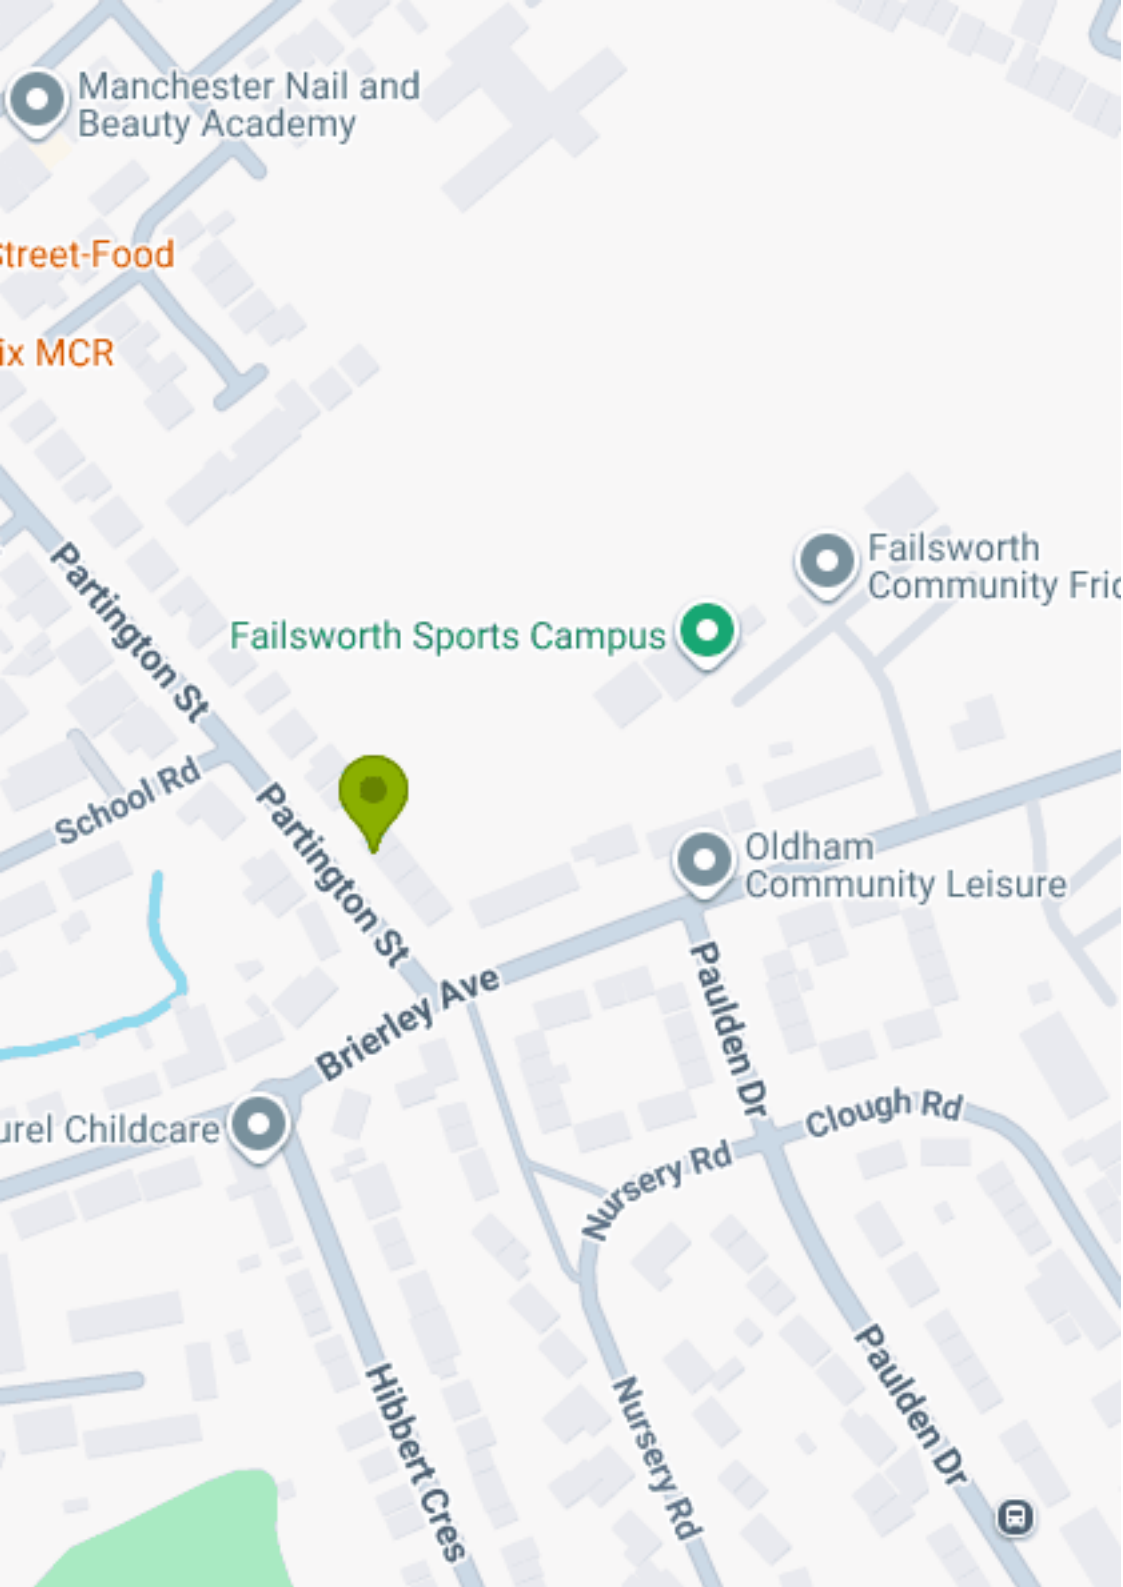 Manchester Nail and
Beauty Academy
Street-Food
ix MCR
Partington St
Failsworth
Community Fri
Failsworth Sports Campus
School Rd
Partington St
Oldham
Community Leisure
Brierley Ave
Paulden Dr
urel Childcare
Clough Rd
Nursery Rd
Paulden Dr
Hibbert Cres
Nursery Rd